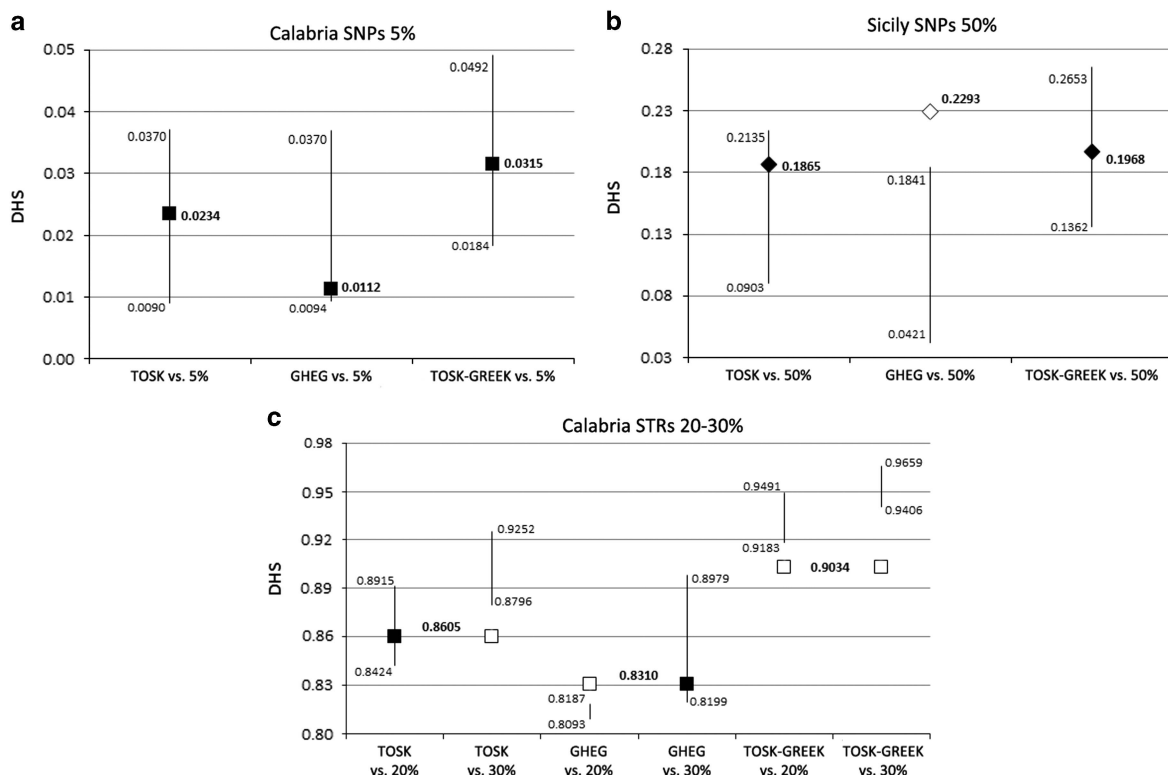 a
Calabria SNPs 5%
DHS
0.05
0.04
0.03
0.02
0.01
0.00
0.0370
0.0234
0.0090
0.0370
0.0112
0.0094
0.0492
0.0315
0.0184
TOSK vs. 5%
GHEG vs. 5%
TOSK-GREEK vs. 5%
b
Sicily SNPs 50%
DHS
0.28
0.23
0.18
0.13
0.08
0.03
0.2135
0.1865
0.0903
0.2293
0.1841
0.0421
0.2653
0.1968
0.1362
TOSK vs. 50%
GHEG vs. 50%
TOSK-GREEK vs. 50%
c
Calabria STRs 20-30%
DHS
0.98
0.95
0.92
0.89
0.86
0.83
0.80
0.8915
0.8605
0.8424
0.9252
0.8796
0.8187
0.8093
0.8310
0.8979
0.8199
0.9491
0.9183
0.9034
0.9659
0.9406
TOSK
vs. 20%
TOSK
vs. 30%
GHEG
vs. 20%
GHEG
vs. 30%
TOSK-GREEK
vs. 20%
TOSK-GREEK
vs. 30%